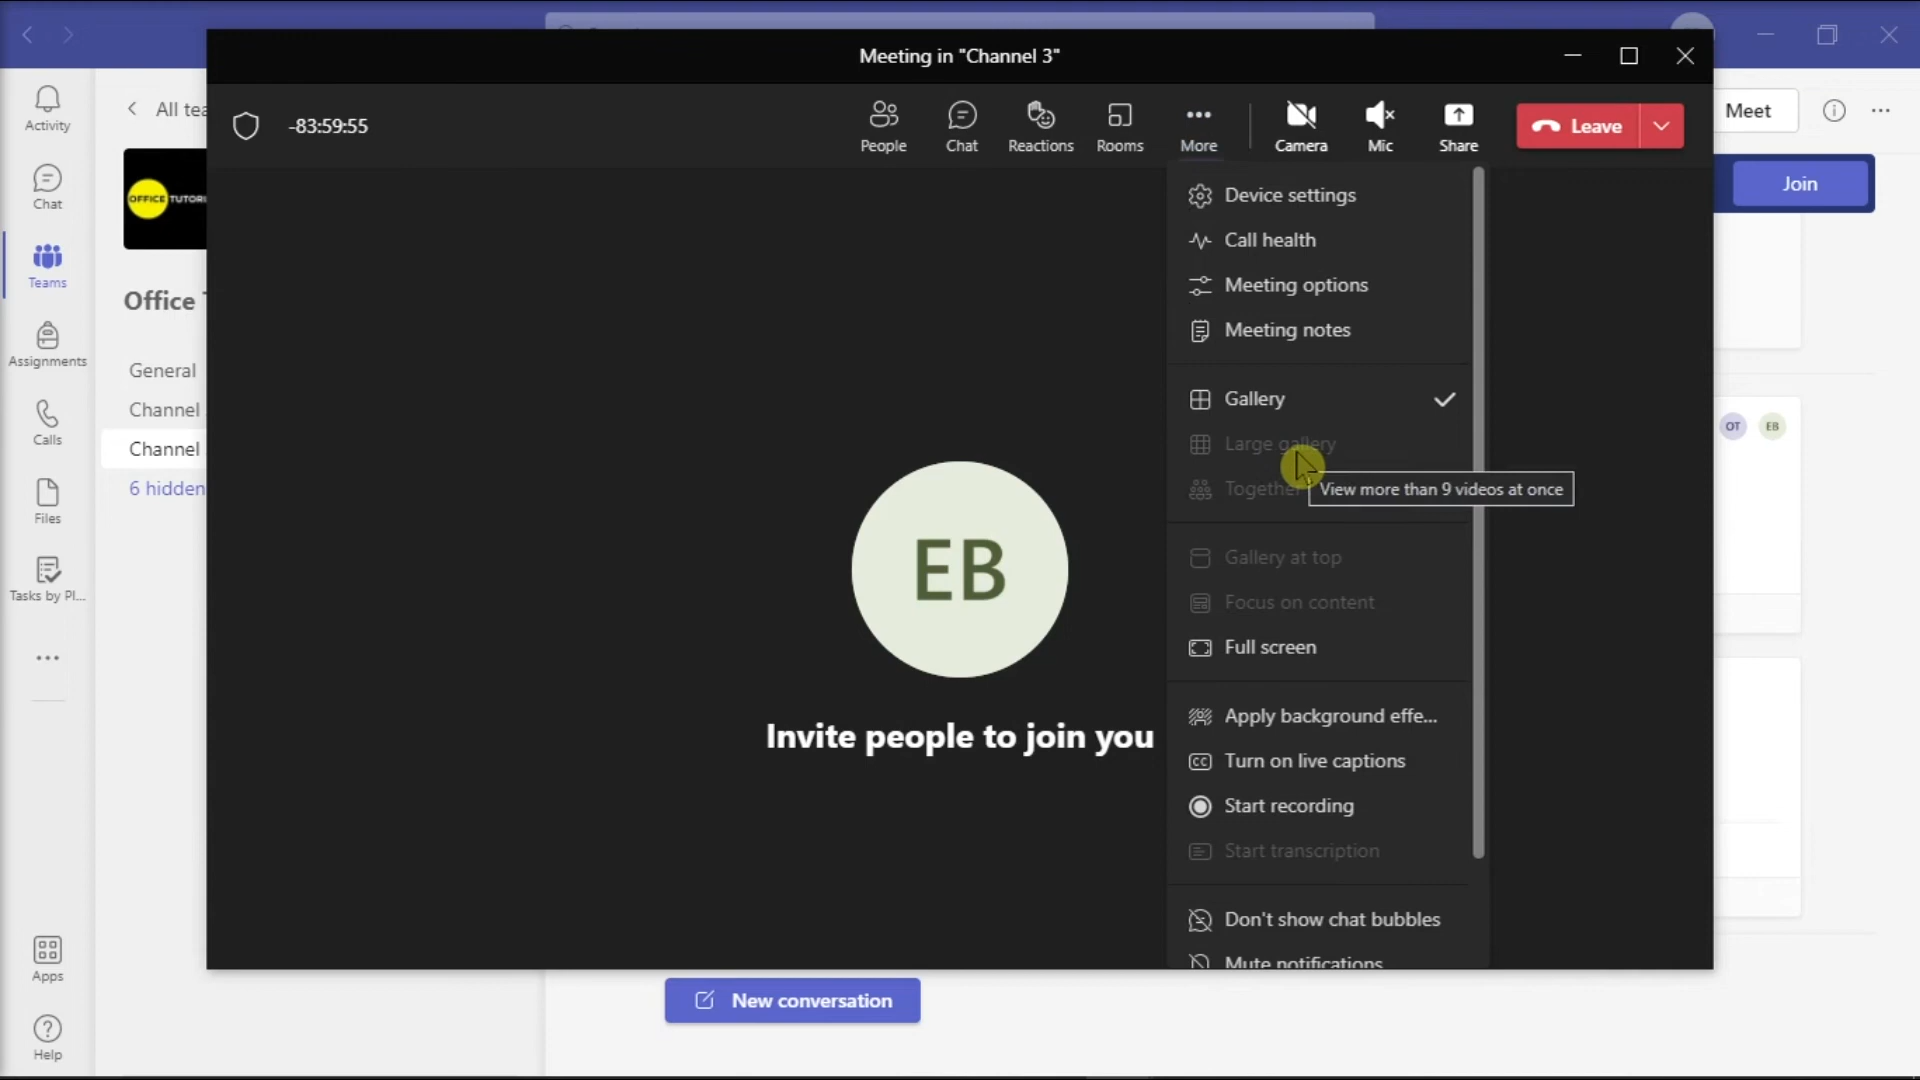 Meeting in "Channel 3"
-83:59:55
People
Chat
Reactions
Rooms
More
Camera
Mic
Share
Leave
Meet
Join
Activity
Chat
Teams
Assignments
Calls
Files
Tasks by Pl...
Apps
Help
All tea
OFFICE TUTORI
Office T
General
Channel
Channel
6 hidden
Device settings
Call health
Meeting options
Meeting notes
Gallery
Large gallery
Together
View more than 9 videos at once
Gallery at top
Focus on content
Full screen
Apply background effe...
Turn on live captions
Start recording
Start transcription
Don't show chat bubbles
Mute notifications
EB
Invite people to join you
OT
EB
New conversation